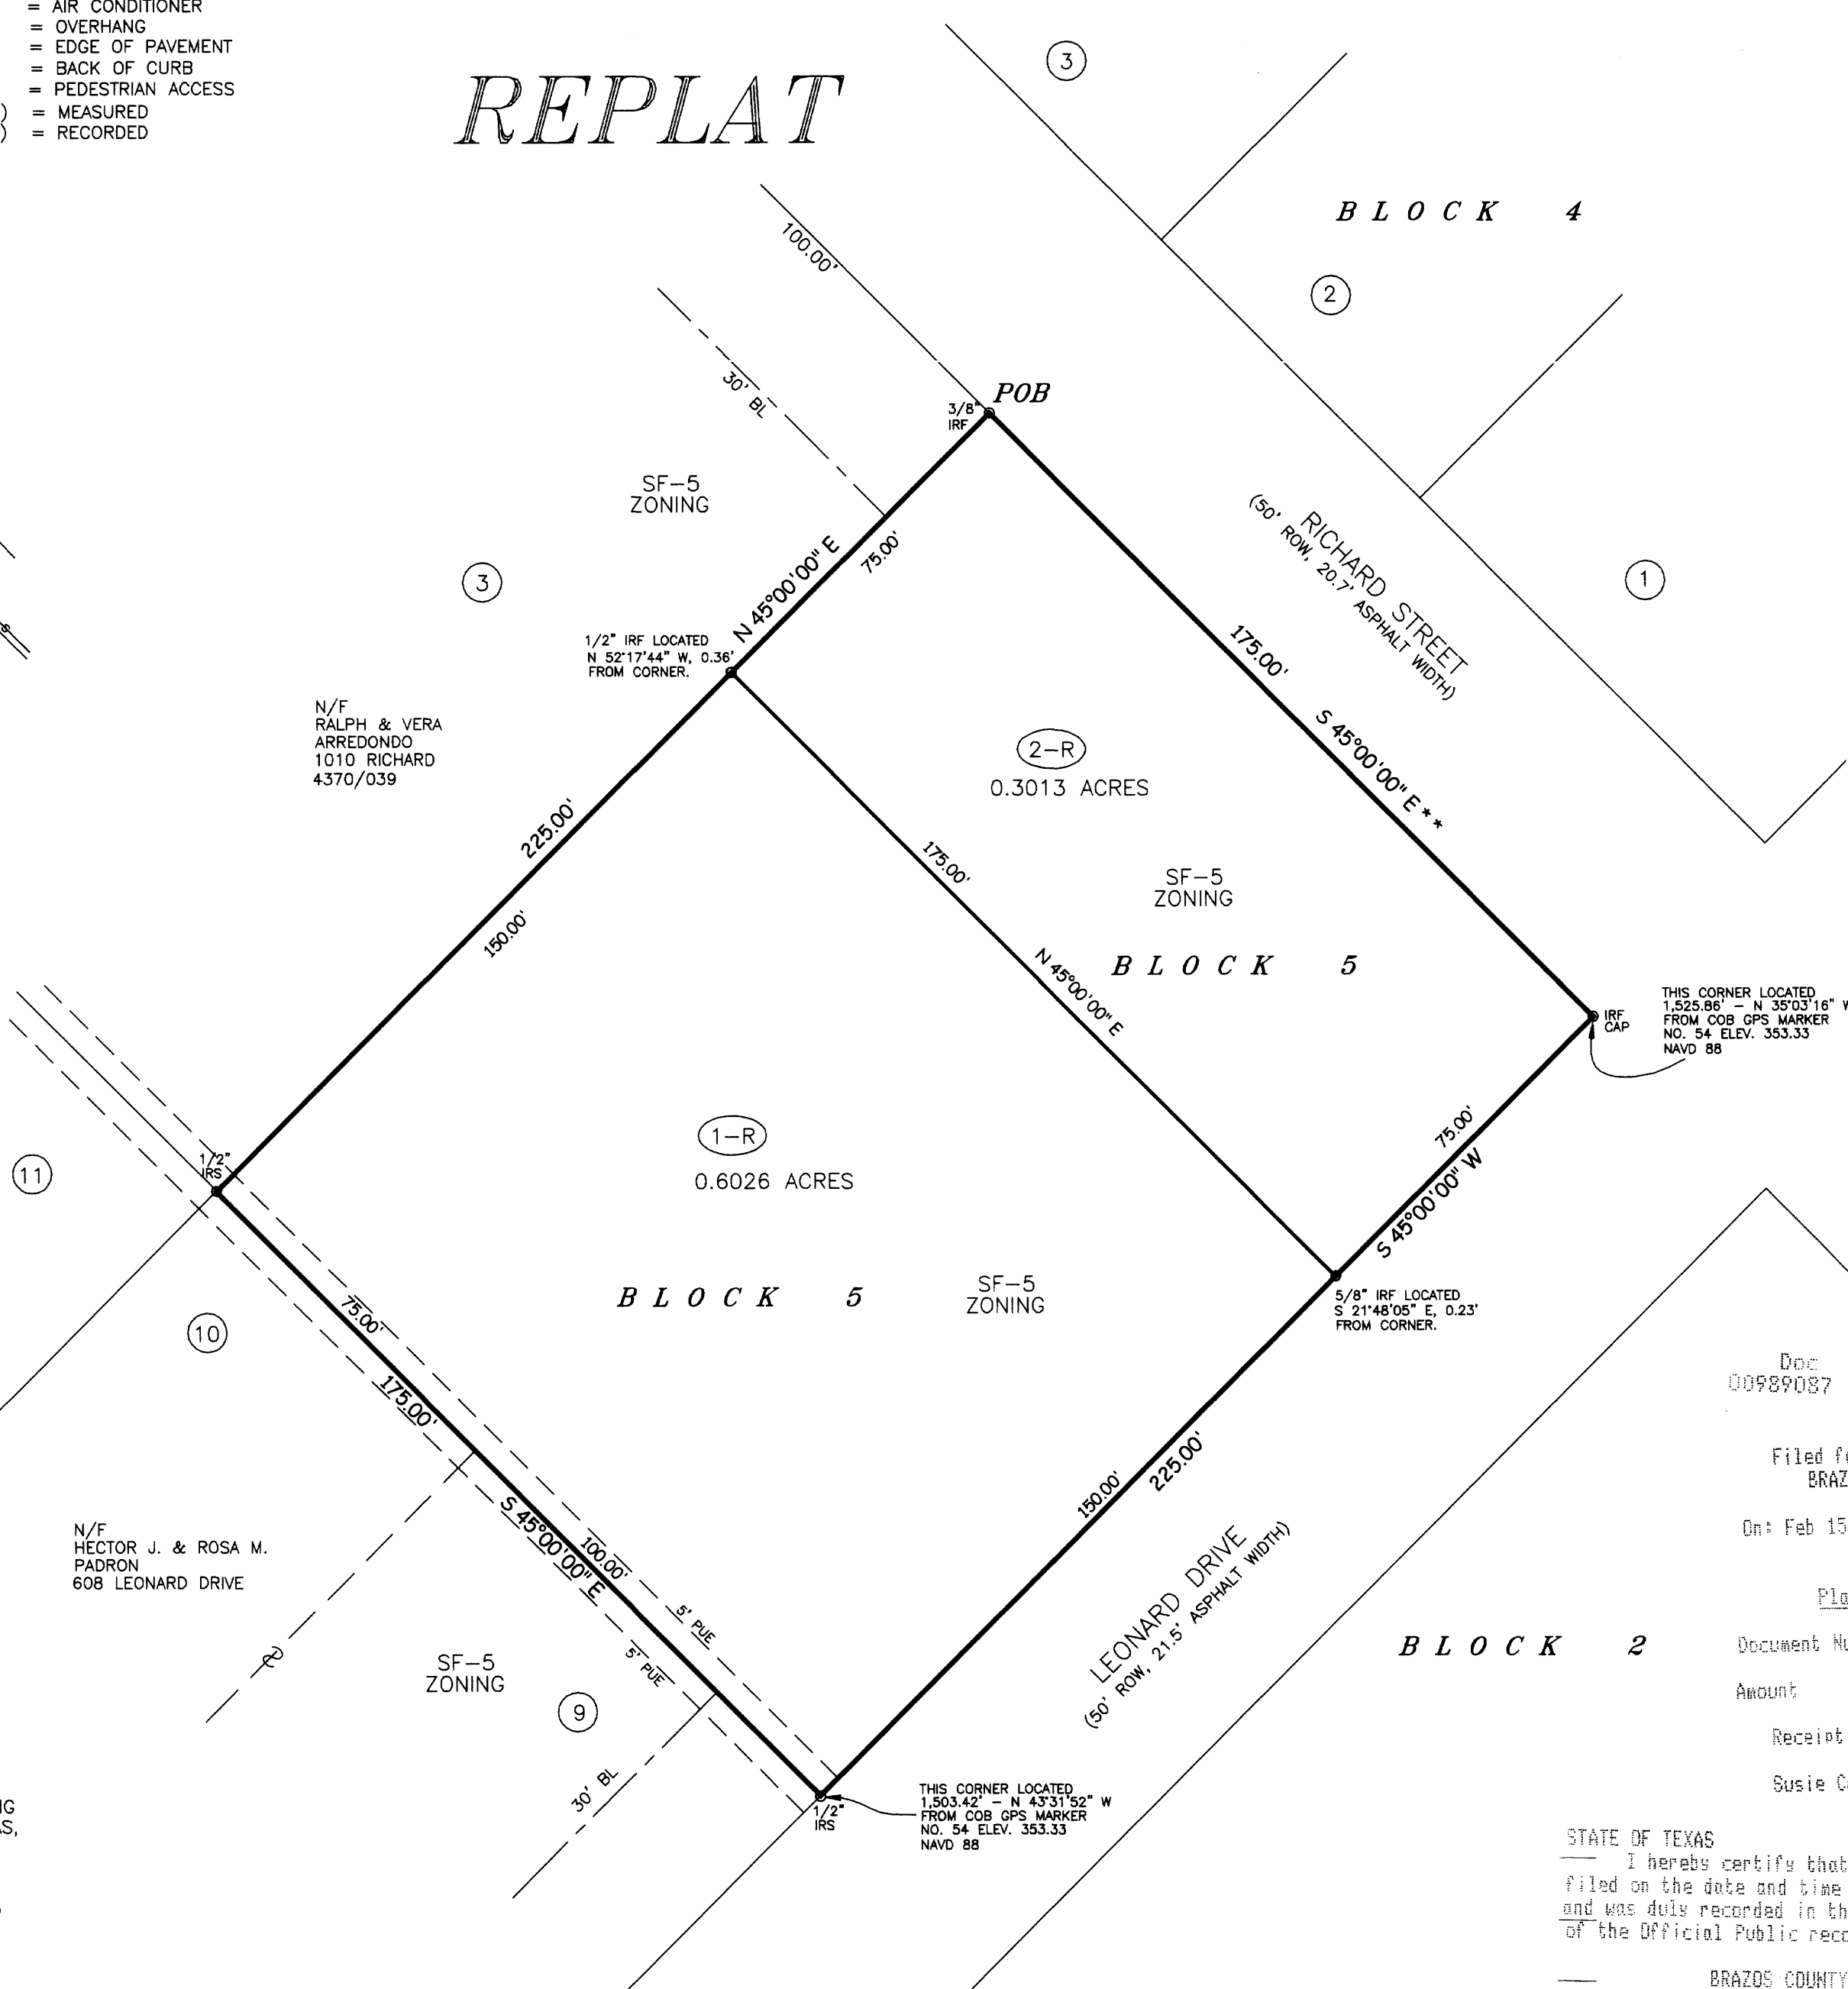 = AIR CONDITIONER
= OVERHANG
= EDGE OF PAVEMENT
= BACK OF CURB
= PEDESTRIAN ACCESS
) = MEASURED
) = RECORDED
REPLAT
3
BLOCK 4
2
1
100.00'
30' BL
POB
3/8"
IRF
SF-5
ZONING
3
N 45°00'00" E
75.00'
1/2" IRF LOCATED
N 52°17'44" W, 0.36'
FROM CORNER.
RICHARD STREET
(50' ROW, 20.7' ASPHALT WIDTH)
175.00'
S 45°00'00" E **
N/F
RALPH & VERA
ARREDONDO
1010 RICHARD
4370/039
2-R
0.3013 ACRES
225.00'
150.00'
175.00'
N 45°00'00" E
SF-5
ZONING
BLOCK 5
IRF
CAP
THIS CORNER LOCATED
1,525.86' - N 35°03'16" W
FROM COB GPS MARKER
NO. 54 ELEV. 353.33
NAVD 88
75.00'
S 45°00'00" W
1-R
0.6026 ACRES
11
1/2"
IRS
10
BLOCK 5
SF-5
ZONING
5/8" IRF LOCATED
S 21°48'05" E, 0.23'
FROM CORNER.
75.00'
175.00'
S 45°00'00" E
100.00'
5' PUE
5' PUE
150.00'
225.00'
LEONARD DRIVE
(50' ROW, 21.5' ASPHALT WIDTH)
N/F
HECTOR J. & ROSA M.
PADRON
608 LEONARD DRIVE
SF-5
ZONING
9
30' BL
1/2"
IRS
THIS CORNER LOCATED
1,503.42' - N 43°31'52" W
FROM COB GPS MARKER
NO. 54 ELEV. 353.33
NAVD 88
BLOCK 2
Doc
00989087
Filed
BRAZ
On: Feb 15
Document
Amount
Receipt
Susie
STATE OF TEXAS
I hereby certify that
filed on the date and time
and was duly recorded in th
of the Official Public reco
BRAZOS COUNTY